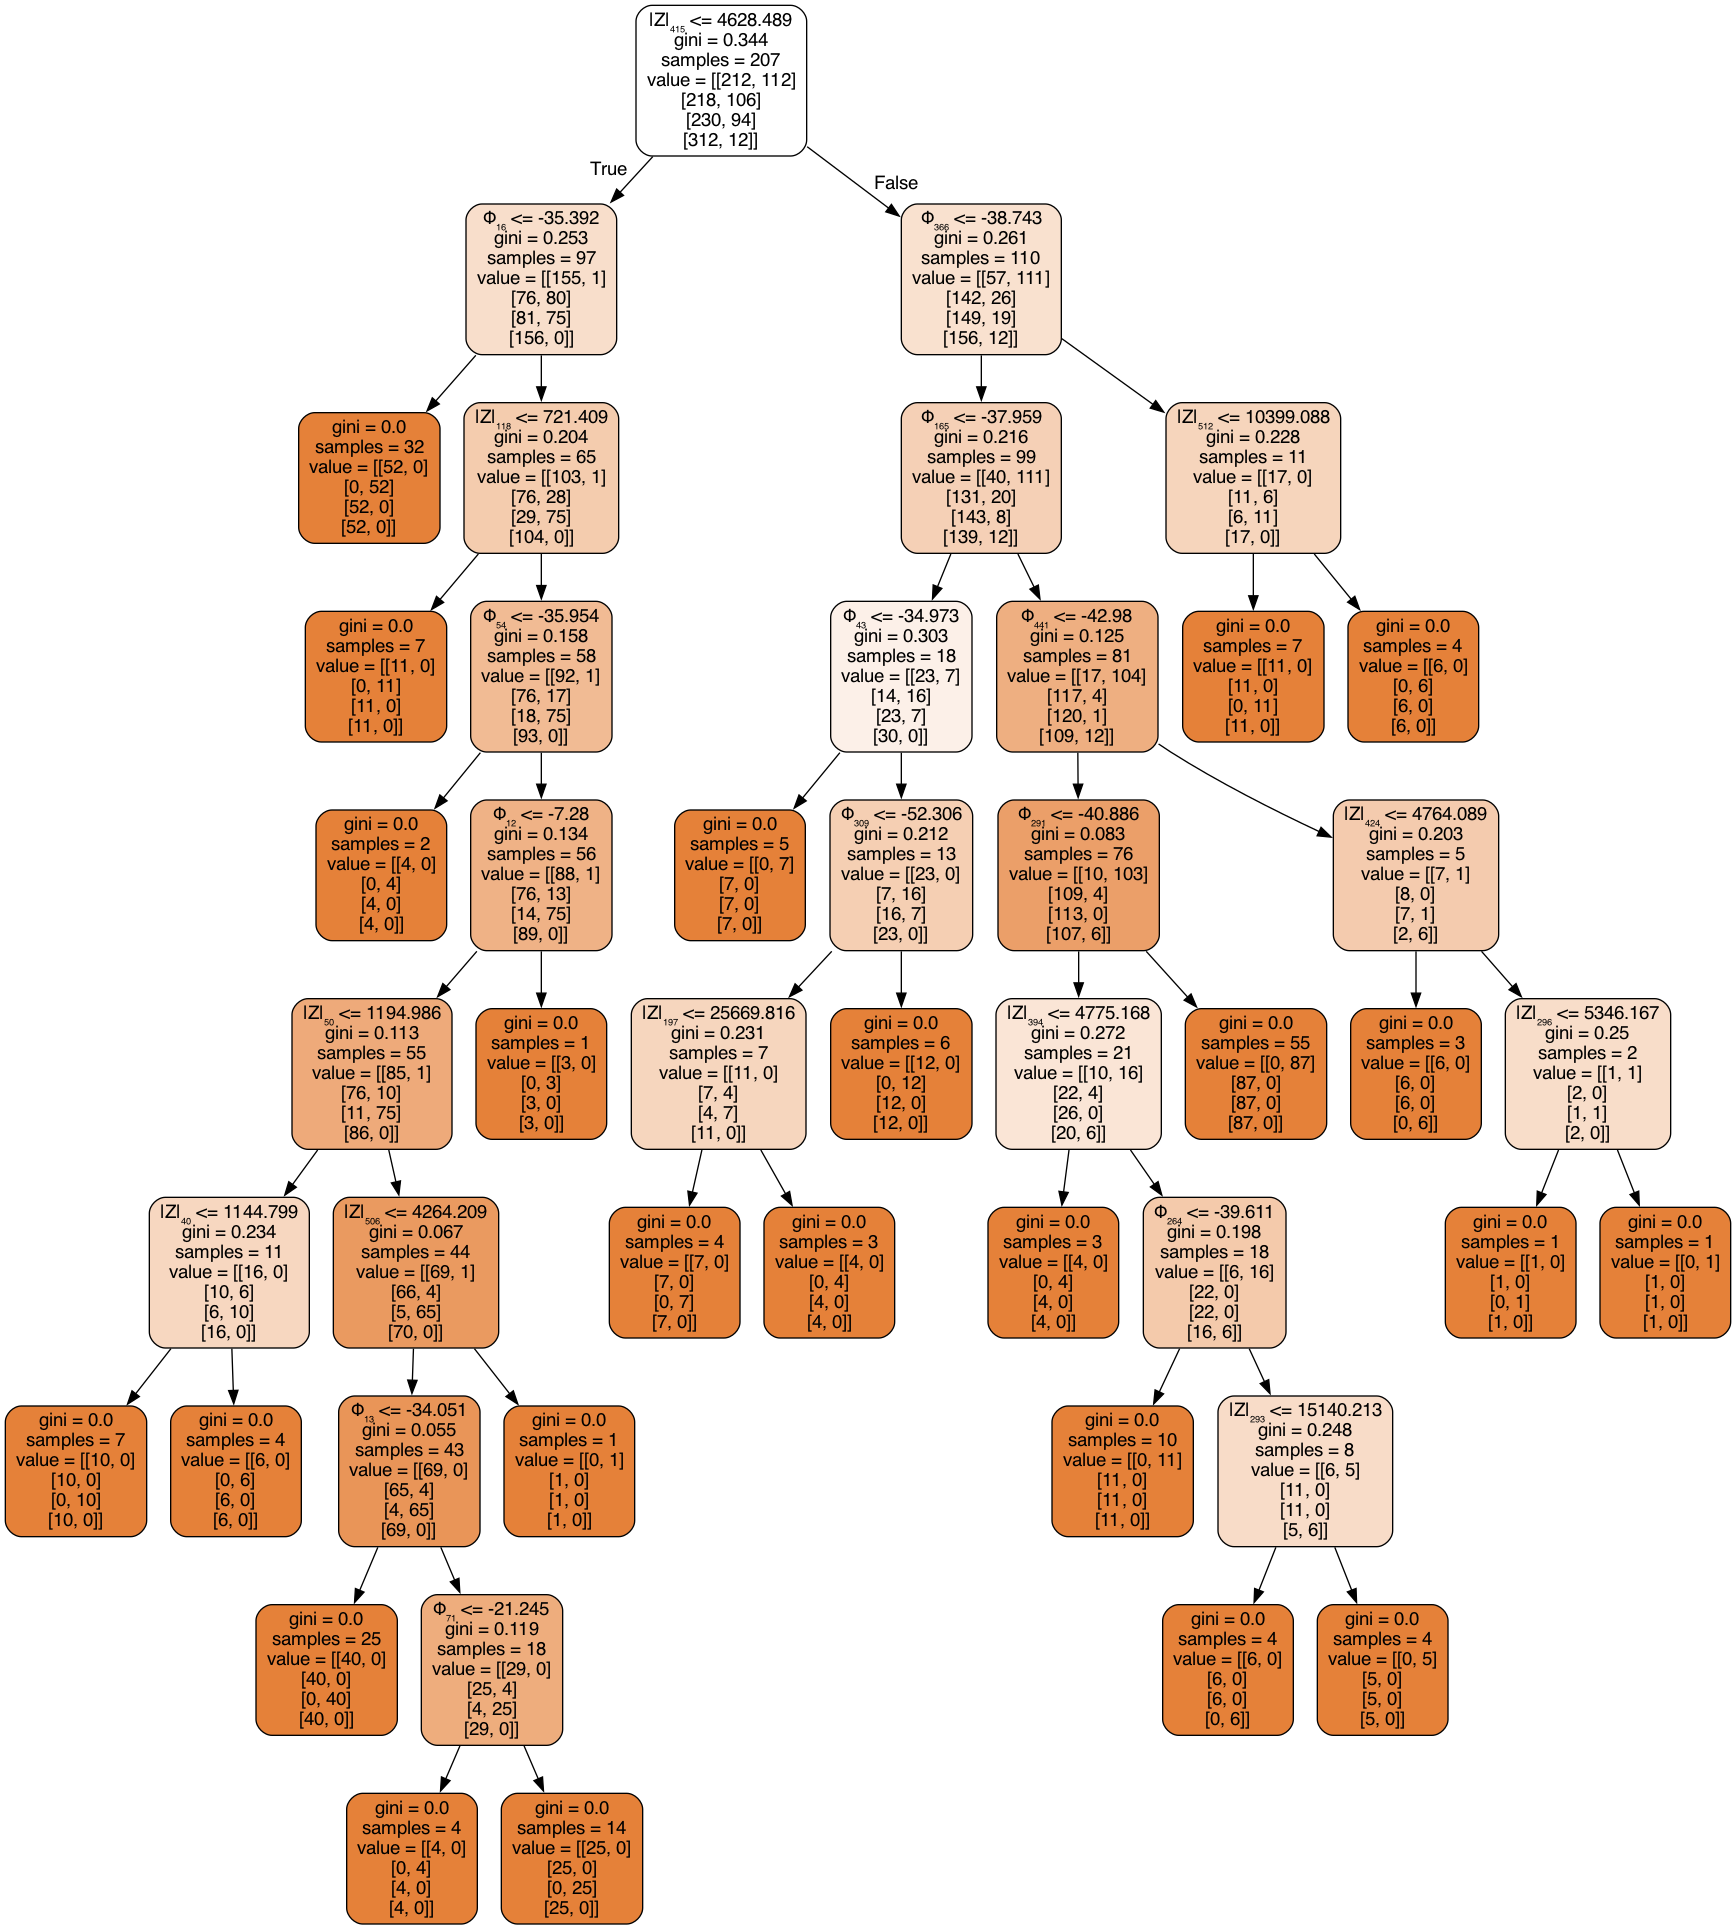 |Z|₄₁₅ <= 4628.489
gini = 0.344
samples = 207
value = [[212, 112]
[218, 106]
[230, 94]
[312, 12]]
True
False
Φ₁₆ <= -35.392
gini = 0.253
samples = 97
value = [[155, 1]
[76, 80]
[81, 75]
[156, 0]]
Φ₃₆₆ <= -38.743
gini = 0.261
samples = 110
value = [[57, 111]
[142, 26]
[149, 19]
[156, 12]]
gini = 0.0
samples = 32
value = [[52, 0]
[0, 52]
[52, 0]
[52, 0]]
|Z|₁₁₈ <= 721.409
gini = 0.204
samples = 65
value = [[103, 1]
[76, 28]
[29, 75]
[104, 0]]
Φ₁₆₅ <= -37.959
gini = 0.216
samples = 99
value = [[40, 111]
[131, 20]
[143, 8]
[139, 12]]
|Z|₅₁₂ <= 10399.088
gini = 0.228
samples = 11
value = [[17, 0]
[11, 6]
[6, 11]
[17, 0]]
gini = 0.0
samples = 7
value = [[11, 0]
[0, 11]
[11, 0]
[11, 0]]
Φ₅₄ <= -35.954
gini = 0.158
samples = 58
value = [[92, 1]
[76, 17]
[18, 75]
[93, 0]]
Φ₄₃ <= -34.973
gini = 0.303
samples = 18
value = [[23, 7]
[14, 16]
[23, 7]
[30, 0]]
Φ₄₄₁ <= -42.98
gini = 0.125
samples = 81
value = [[17, 104]
[117, 4]
[120, 1]
[109, 12]]
gini = 0.0
samples = 7
value = [[11, 0]
[11, 0]
[0, 11]
[11, 0]]
gini = 0.0
samples = 4
value = [[6, 0]
[0, 6]
[6, 0]
[6, 0]]
gini = 0.0
samples = 2
value = [[4, 0]
[0, 4]
[4, 0]
[4, 0]]
Φ₁₂ <= -7.28
gini = 0.134
samples = 56
value = [[88, 1]
[76, 13]
[14, 75]
[89, 0]]
gini = 0.0
samples = 5
value = [[0, 7]
[7, 0]
[7, 0]
[7, 0]]
Φ₃₀₉ <= -52.306
gini = 0.212
samples = 13
value = [[23, 0]
[7, 16]
[16, 7]
[23, 0]]
Φ₂₉₁ <= -40.886
gini = 0.083
samples = 76
value = [[10, 103]
[109, 4]
[113, 0]
[107, 6]]
|Z|₄₂₄ <= 4764.089
gini = 0.203
samples = 5
value = [[7, 1]
[8, 0]
[7, 1]
[2, 6]]
|Z|₅₀ <= 1194.986
gini = 0.113
samples = 55
value = [[85, 1]
[76, 10]
[11, 75]
[86, 0]]
gini = 0.0
samples = 1
value = [[3, 0]
[0, 3]
[3, 0]
[3, 0]]
|Z|₁₉₇ <= 25669.816
gini = 0.231
samples = 7
value = [[11, 0]
[7, 4]
[4, 7]
[11, 0]]
gini = 0.0
samples = 6
value = [[12, 0]
[0, 12]
[12, 0]
[12, 0]]
|Z|₃₉₄ <= 4775.168
gini = 0.272
samples = 21
value = [[10, 16]
[22, 4]
[26, 0]
[20, 6]]
gini = 0.0
samples = 55
value = [[0, 87]
[87, 0]
[87, 0]
[87, 0]]
gini = 0.0
samples = 3
value = [[6, 0]
[6, 0]
[6, 0]
[0, 6]]
|Z|₂₉₆ <= 5346.167
gini = 0.25
samples = 2
value = [[1, 1]
[2, 0]
[1, 1]
[2, 0]]
|Z|₄₀ <= 1144.799
gini = 0.234
samples = 11
value = [[16, 0]
[10, 6]
[6, 10]
[16, 0]]
|Z|₅₀₆ <= 4264.209
gini = 0.067
samples = 44
value = [[69, 1]
[66, 4]
[5, 65]
[70, 0]]
gini = 0.0
samples = 4
value = [[7, 0]
[7, 0]
[0, 7]
[7, 0]]
gini = 0.0
samples = 3
value = [[4, 0]
[0, 4]
[4, 0]
[4, 0]]
gini = 0.0
samples = 3
value = [[4, 0]
[0, 4]
[4, 0]
[4, 0]]
Φ₂₆₄ <= -39.611
gini = 0.198
samples = 18
value = [[6, 16]
[22, 0]
[22, 0]
[16, 6]]
gini = 0.0
samples = 1
value = [[1, 0]
[1, 0]
[0, 1]
[1, 0]]
gini = 0.0
samples = 1
value = [[0, 1]
[1, 0]
[1, 0]
[1, 0]]
gini = 0.0
samples = 7
value = [[10, 0]
[10, 0]
[0, 10]
[10, 0]]
gini = 0.0
samples = 4
value = [[6, 0]
[0, 6]
[6, 0]
[6, 0]]
Φ₁₃ <= -34.051
gini = 0.055
samples = 43
value = [[69, 0]
[65, 4]
[4, 65]
[69, 0]]
gini = 0.0
samples = 1
value = [[0, 1]
[1, 0]
[1, 0]
[1, 0]]
gini = 0.0
samples = 10
value = [[0, 11]
[11, 0]
[11, 0]
[11, 0]]
|Z|₂₉₃ <= 15140.213
gini = 0.248
samples = 8
value = [[6, 5]
[11, 0]
[11, 0]
[5, 6]]
gini = 0.0
samples = 25
value = [[40, 0]
[40, 0]
[0, 40]
[40, 0]]
Φ₇₁ <= -21.245
gini = 0.119
samples = 18
value = [[29, 0]
[25, 4]
[4, 25]
[29, 0]]
gini = 0.0
samples = 4
value = [[6, 0]
[6, 0]
[6, 0]
[0, 6]]
gini = 0.0
samples = 4
value = [[0, 5]
[5, 0]
[5, 0]
[5, 0]]
gini = 0.0
samples = 4
value = [[4, 0]
[0, 4]
[4, 0]
[4, 0]]
gini = 0.0
samples = 14
value = [[25, 0]
[25, 0]
[0, 25]
[25, 0]]